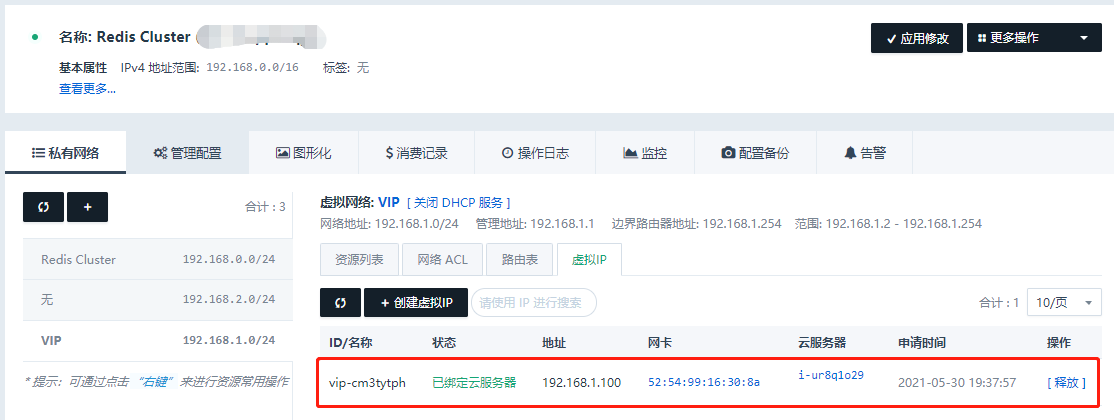 名称: Redis Cluster
应用修改 更多操作
基本属性 IPv4 地址范围: 192.168.0.0/16 标签: 无
查看更多...
私有网络 管理配置 图形化 消费记录 操作日志 监控 配置备份 告警
合计 : 3
虚拟网络: VIP [ 关闭 DHCP 服务 ]
网络地址: 192.168.1.0/24 管理地址: 192.168.1.1 边界路由器地址: 192.168.1.254 范围: 192.168.1.2 - 192.168.1.254
Redis Cluster 192.168.0.0/24
无 192.168.2.0/24
VIP 192.168.1.0/24
* 提示：可通过点击 “右键” 来进行资源常用操作
资源列表 网络 ACL 路由表 虚拟IP
+ 创建虚拟IP 请使用 IP 进行搜索 合计 : 1 10/页
ID/名称 状态 地址 网卡 云服务器 申请时间 操作
vip-cm3tytph 已绑定云服务器 192.168.1.100 52:54:99:16:30:8a i-ur8q1o29 2021-05-30 19:37:57 [ 释放 ]